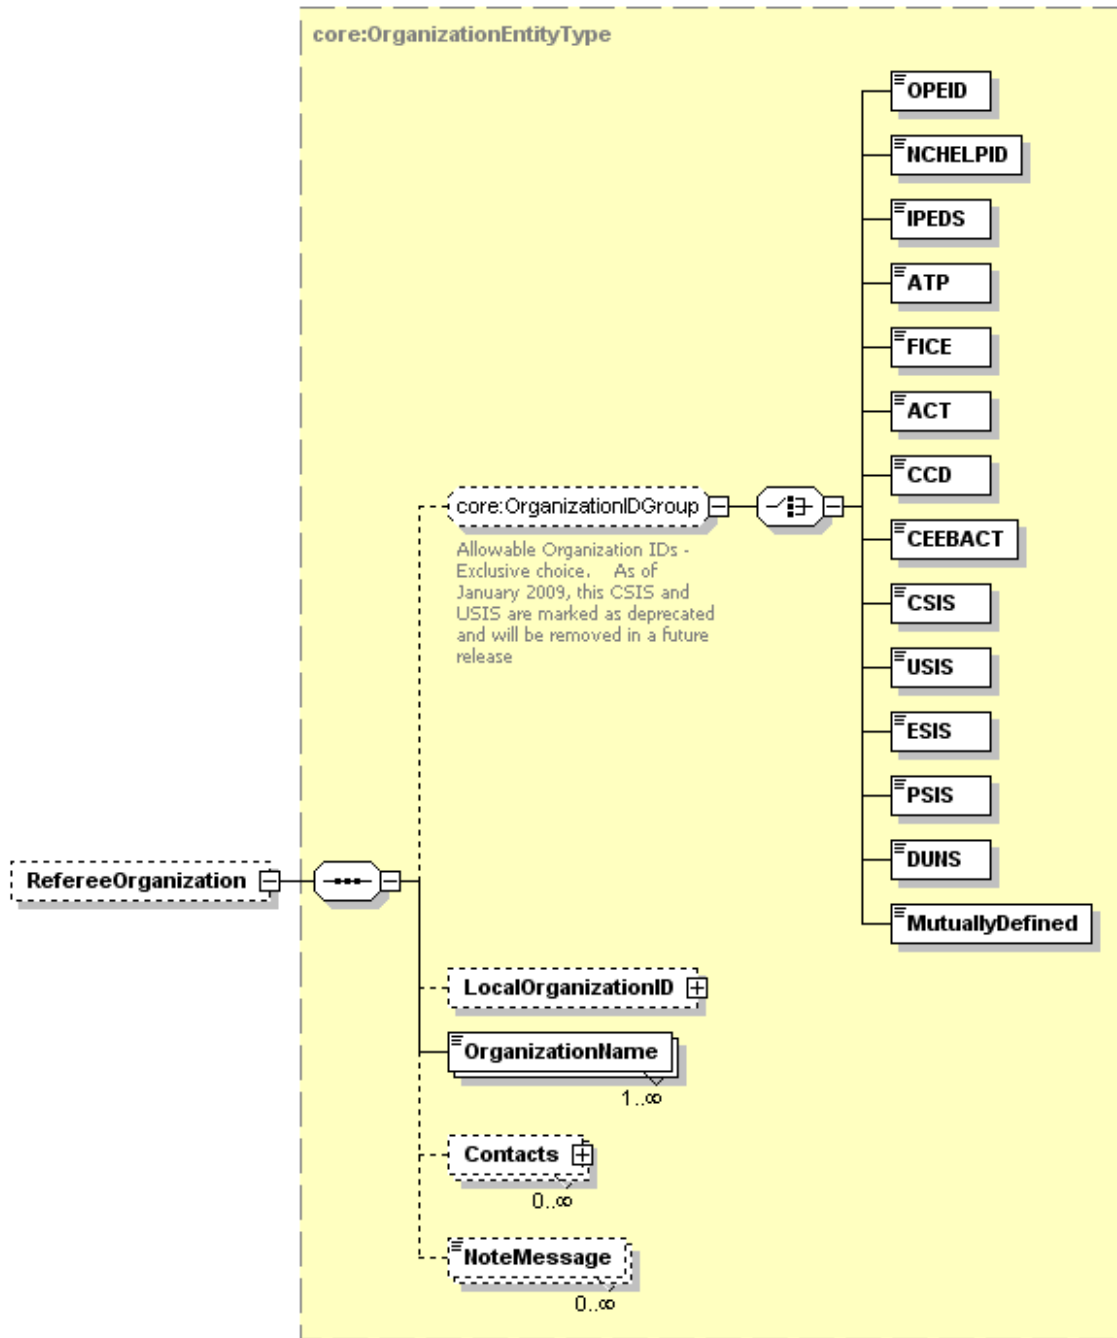 core:OrganizationEntityType
OPEID
NCHELPID
IPEDS
ATP
FICE
ACT
CCD
core:OrganizationIDGroup
CEEBACT
Allowable Organization IDs -
Exclusive choice.    As of
January 2009, this CSIS and
USIS are marked as deprecated
and will be removed in a future
release
CSIS
USIS
ESIS
PSIS
DUNS
RefereeOrganization
MutuallyDefined
LocalOrganizationID
OrganizationName
1..∞
Contacts
0..∞
NoteMessage
0..∞